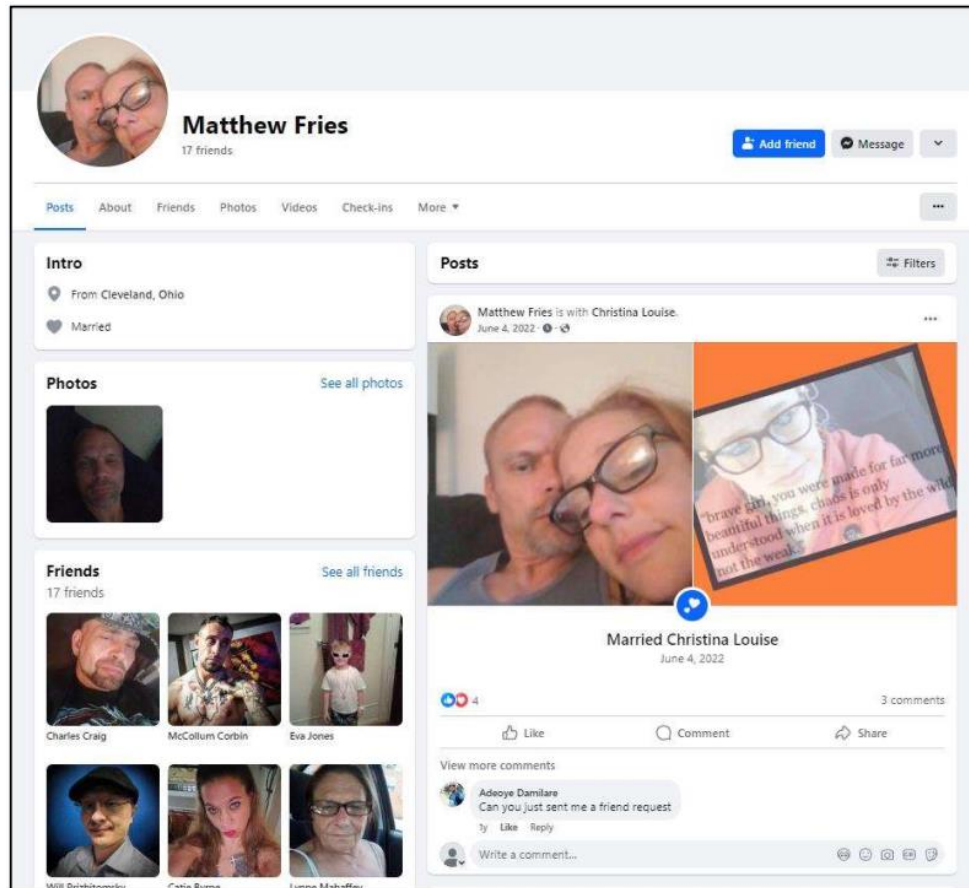 Matthew Fries
17 friends
Add friend
Message
Posts
About
Friends
Photos
Videos
Check-ins
More
Intro
From Cleveland, Ohio
Married
Photos
See all photos
Friends
See all friends
17 friends
Charles Craig
McCollum Corbin
Eva Jones
Will Prizhbitomsky
Catie Byrne
Lynne Mahaffey
Posts
Filters
Matthew Fries is with Christina Louise.
June 4, 2022
"brave girl, you were made for far more
beautiful things, chaos is only
understood when it is loved by the wild
not the weak."
Married Christina Louise
June 4, 2022
4
3 comments
Like
Comment
Share
View more comments
Adeoye Damilare
Can you just sent me a friend request
1y Like Reply
Write a comment...